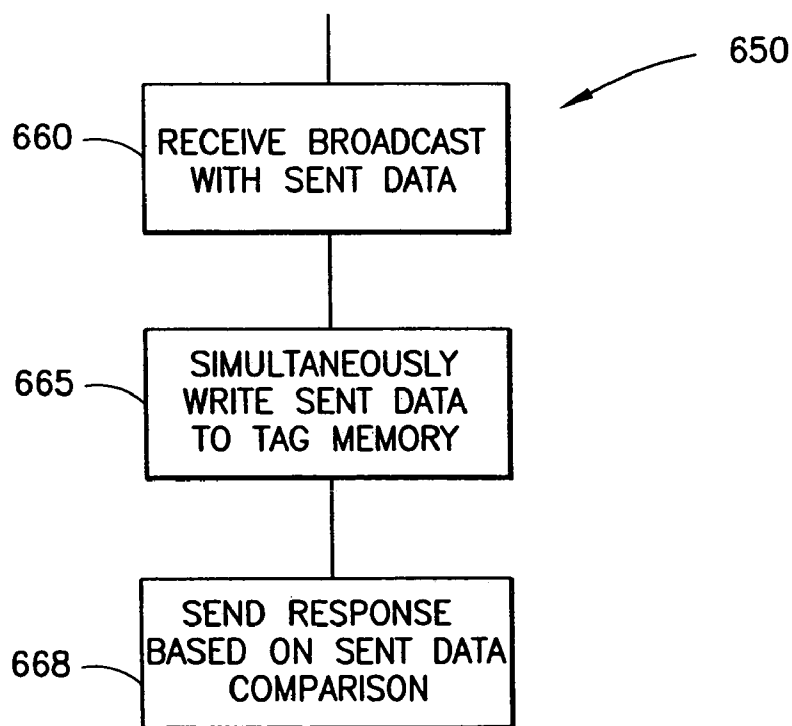 650
660
RECEIVE BROADCAST
WITH SENT DATA
665
SIMULTANEOUSLY
WRITE SENT DATA
TO TAG MEMORY
668
SEND RESPONSE
BASED ON SENT DATA
COMPARISON